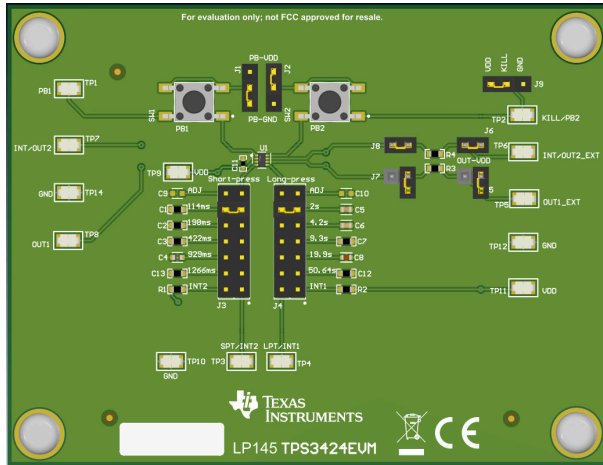 For evaluation only; not FCC approved for resale.
PB-VDD
J1
J2
VDD
KILL
GND
J9
PB1
TP1
SW1
PB1
PB-GND
SW2
PB2
TP2
KILL/PB2
INT/OUT2
TP7
U1
C11
J8
J6
R4
TP6
INT/OUT2_EXT
TP9
VDD
R3
OUT-VDD
J7
5
GND
TP14
Short-press
Long-press
C9
ADJ
ADJ
C10
TP5
OUT1_EXT
C1
114ms
2s
C5
C2
198ms
4.2s
C6
OUT1
TP8
C3
422ms
9.3s
C7
TP12
GND
C4
929ms
19.9s
C8
C13
1266ms
50.64s
C12
R1
INT2
INT1
R2
TP11
VDD
J3
J4
SPT/INT2
LPT/INT1
TP10
TP3
TP4
GND
TEXAS
INSTRUMENTS
LP145 TPS3424EVM
CE